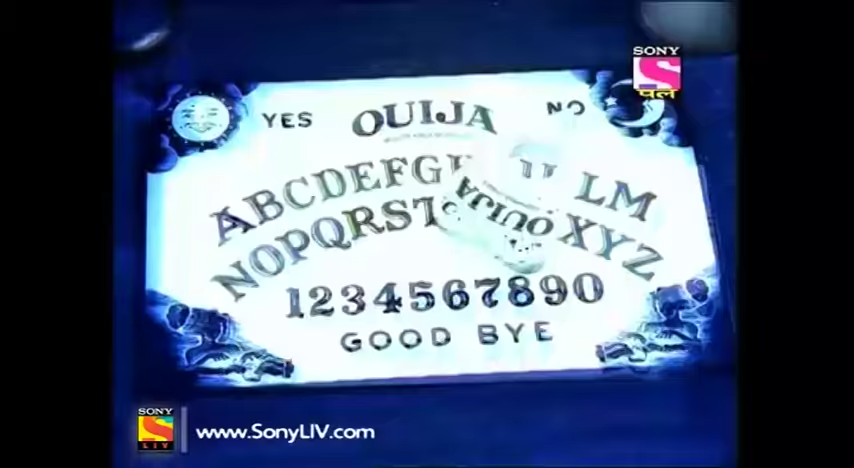 SONY
S
पल
YES OUIJA NO
ABCDEFG LM
OUIJA
NOPQRST XYZ
1234567890
GOOD BYE
SONY
S
LIV
www.SonyLIV.com